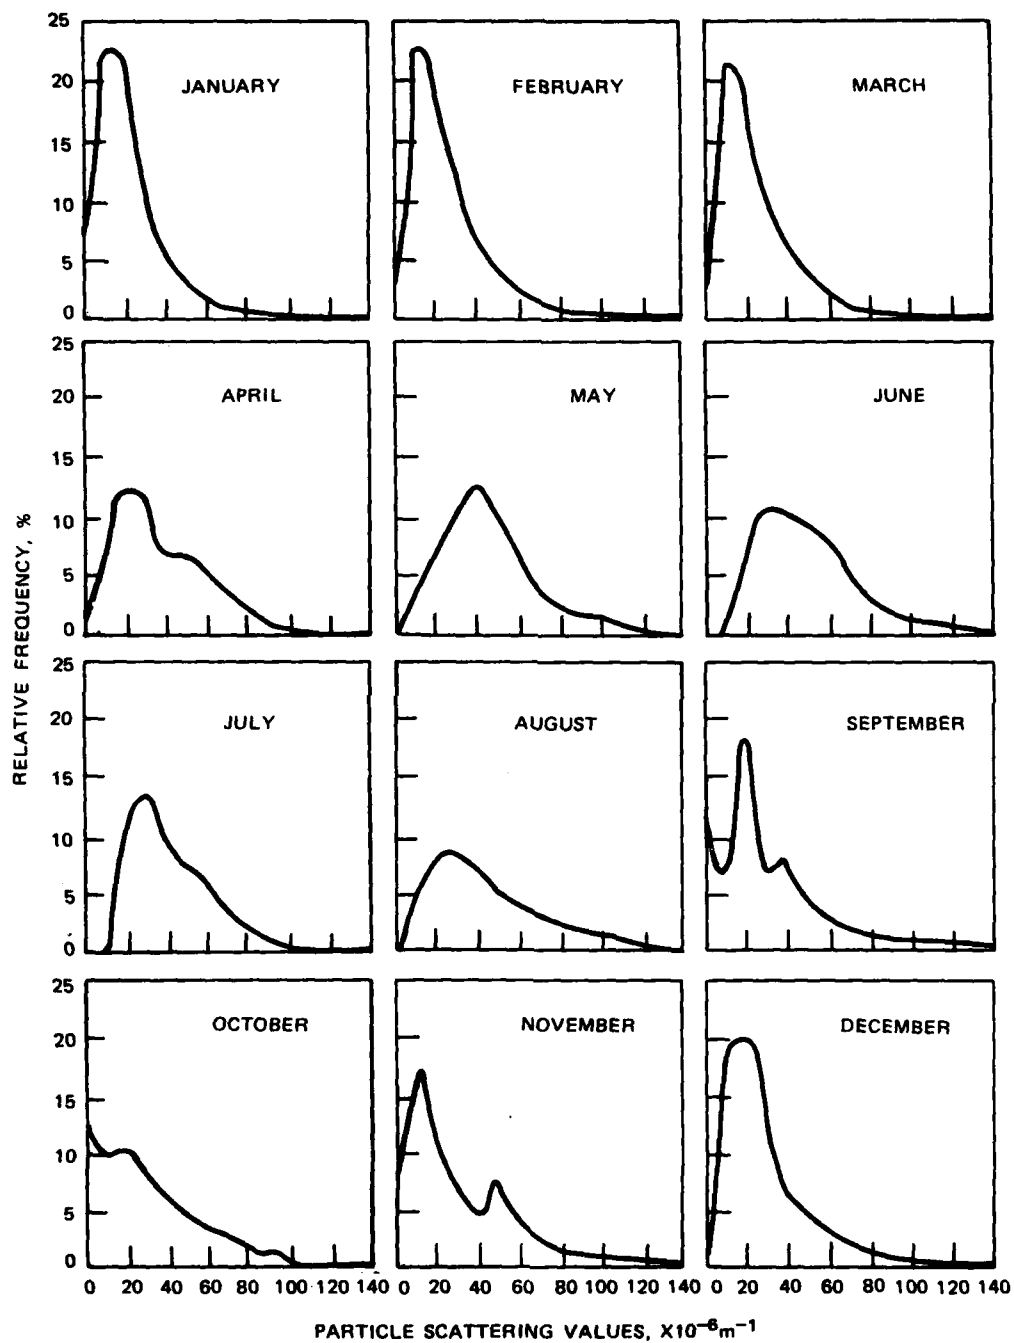 25
20
15
10
5
0
JANUARY
FEBRUARY
MARCH
25
20
15
10
5
0
APRIL
MAY
JUNE
RELATIVE FREQUENCY, %
25
20
15
10
5
0
JULY
AUGUST
SEPTEMBER
25
20
15
10
5
0
OCTOBER
NOVEMBER
DECEMBER
0 20 40 60 80 100 120 140 0 20 40 60 80 100 120 140 0 20 40 60 80 100 120 140
PARTICLE SCATTERING VALUES, X10⁻⁶m⁻¹